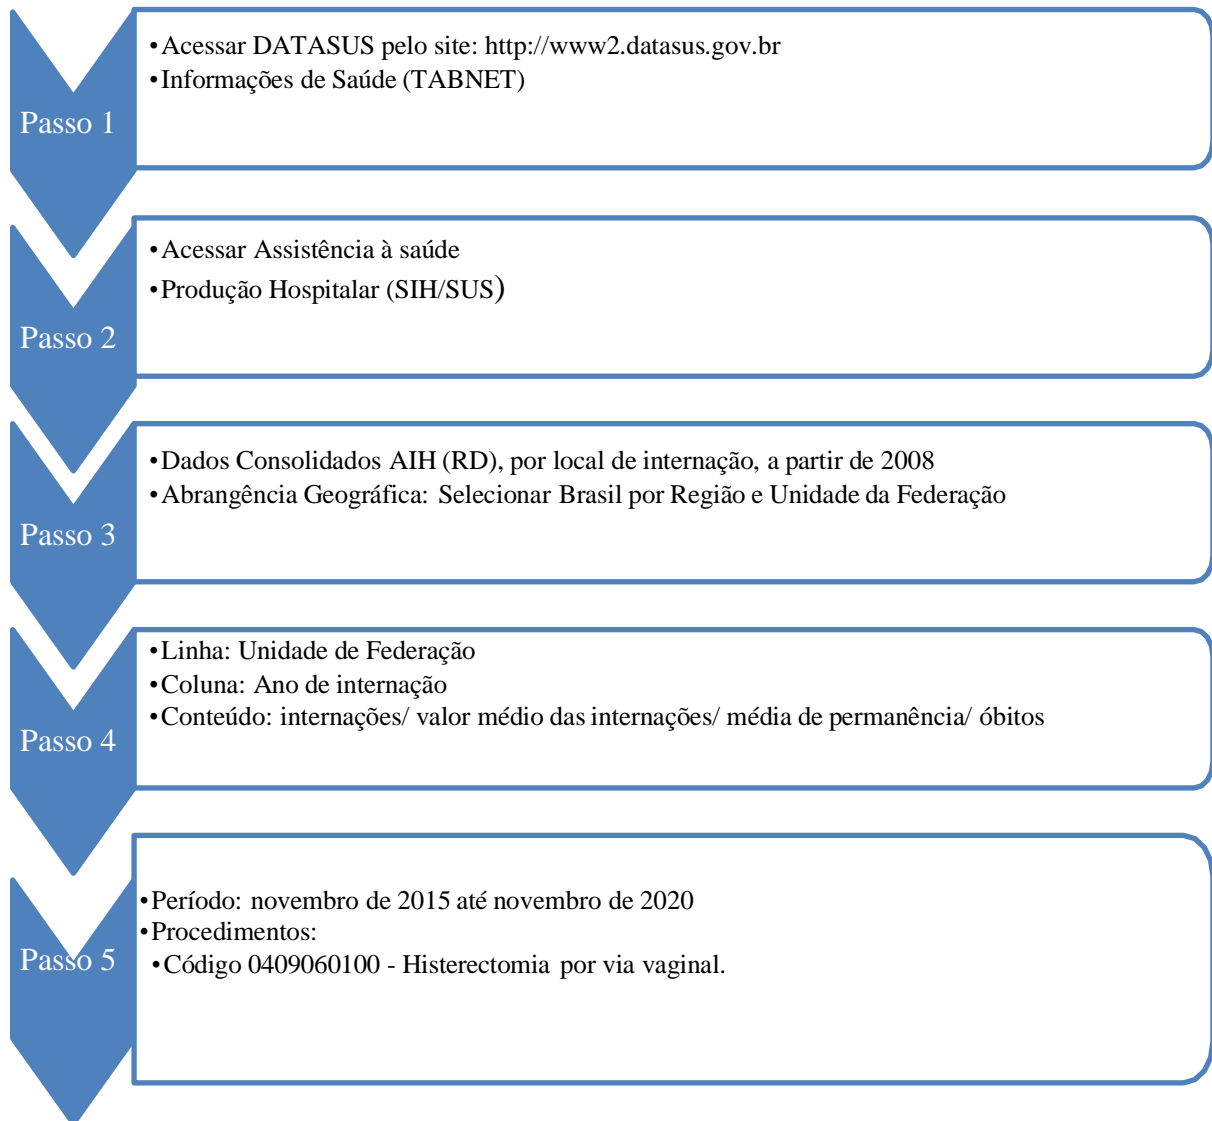 Passo 1
•Acessar DATASUS pelo site: http://www2.datasus.gov.br
•Informações de Saúde (TABNET)
Passo 2
•Acessar Assistência à saúde
•Produção Hospitalar (SIH/SUS)
Passo 3
•Dados Consolidados AIH (RD), por local de internação, a partir de 2008
•Abrangência Geográfica: Selecionar Brasil por Região e Unidade da Federação
Passo 4
•Linha: Unidade de Federação
•Coluna: Ano de internação
•Conteúdo: internações/ valor médio das internações/ média de permanência/ óbitos
Passo 5
•Período: novembro de 2015 até novembro de 2020
•Procedimentos:
•Código 0409060100 - Histerectomia por via vaginal.